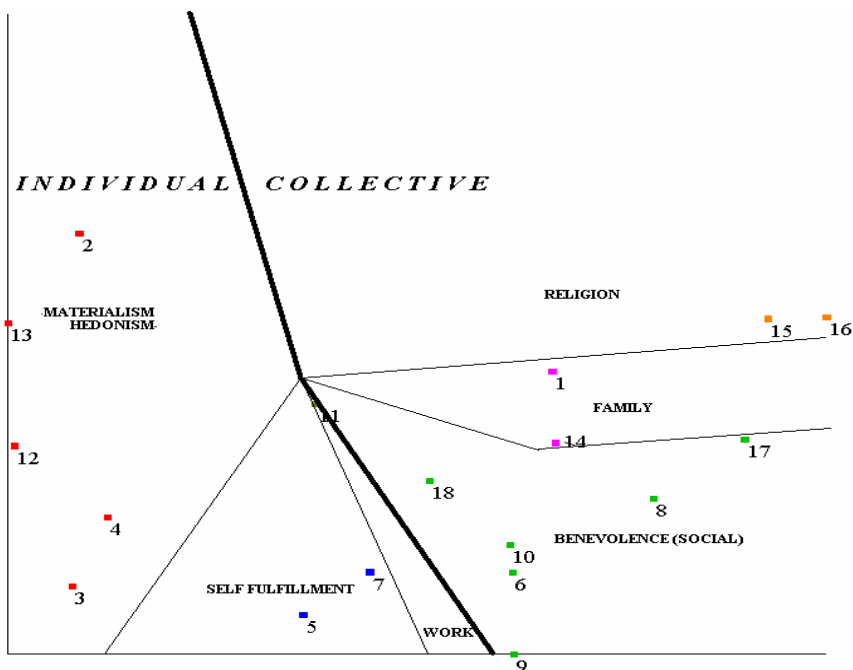 INDIVIDUAL COLLECTIVE
2
RELIGION
MATERIALISM
HEDONISM
13
15
16
1
FAMILY
11
14
17
12
18
8
4
10
BENEVOLENCE (SOCIAL)
6
7
3
SELF FULFILLMENT
5
WORK
9